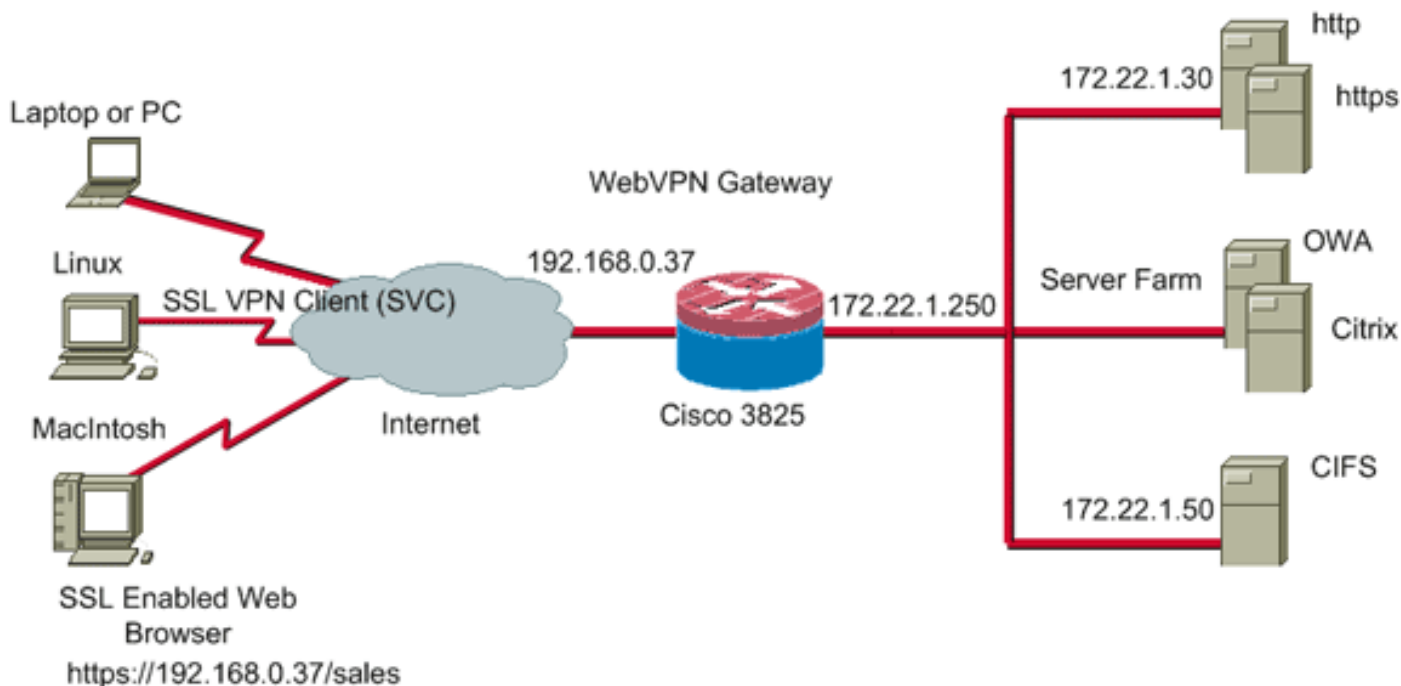 http
172.22.1.30
https
Laptop or PC
WebVPN Gateway
Linux
192.168.0.37
OWA
SSL VPN Client (SVC)
172.22.1.250
Server Farm
Citrix
MacIntosh
Internet
Cisco 3825
CIFS
172.22.1.50
SSL Enabled Web
Browser
https://192.168.0.37/sales